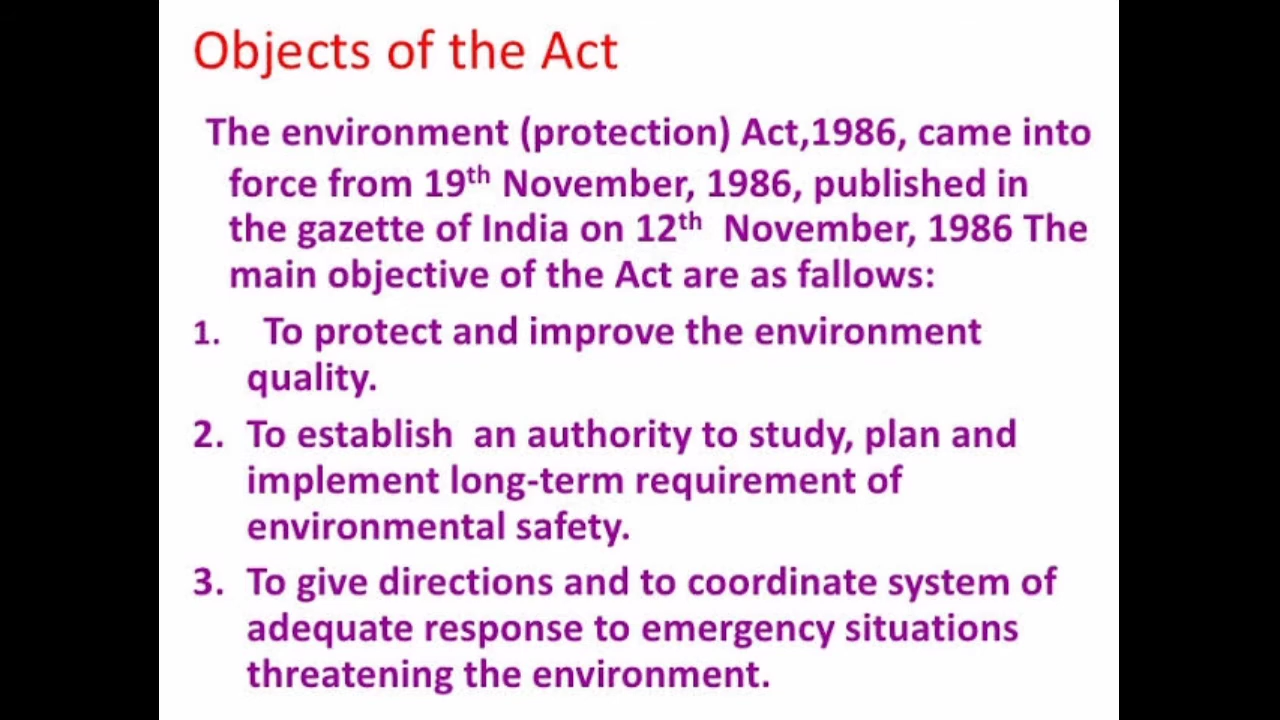 Objects of the Act
The environment (protection) Act,1986, came into
force from 19th November, 1986, published in
the gazette of India on 12th November, 1986 The
main objective of the Act are as fallows:
1. To protect and improve the environment
quality.
2. To establish an authority to study, plan and
implement long-term requirement of
environmental safety.
3. To give directions and to coordinate system of
adequate response to emergency situations
threatening the environment.